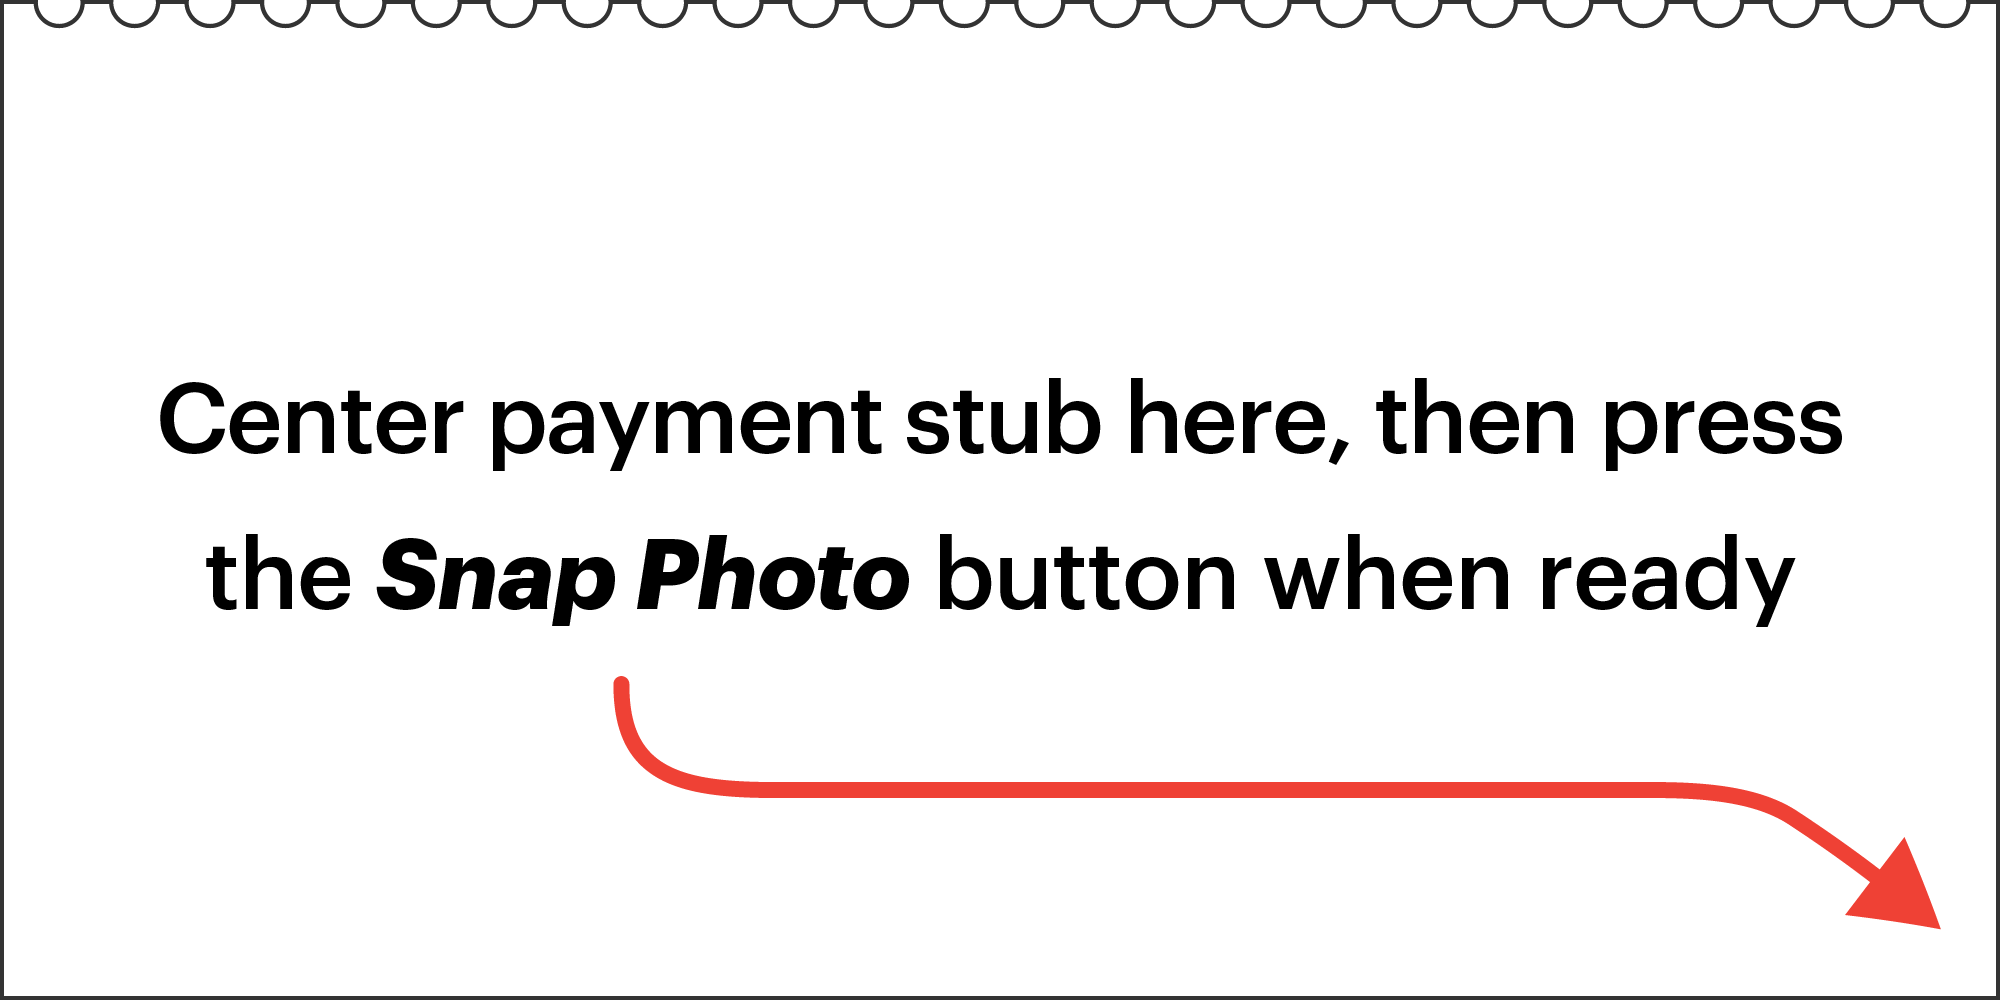 Center payment stub here, then press
the Snap Photo button when ready